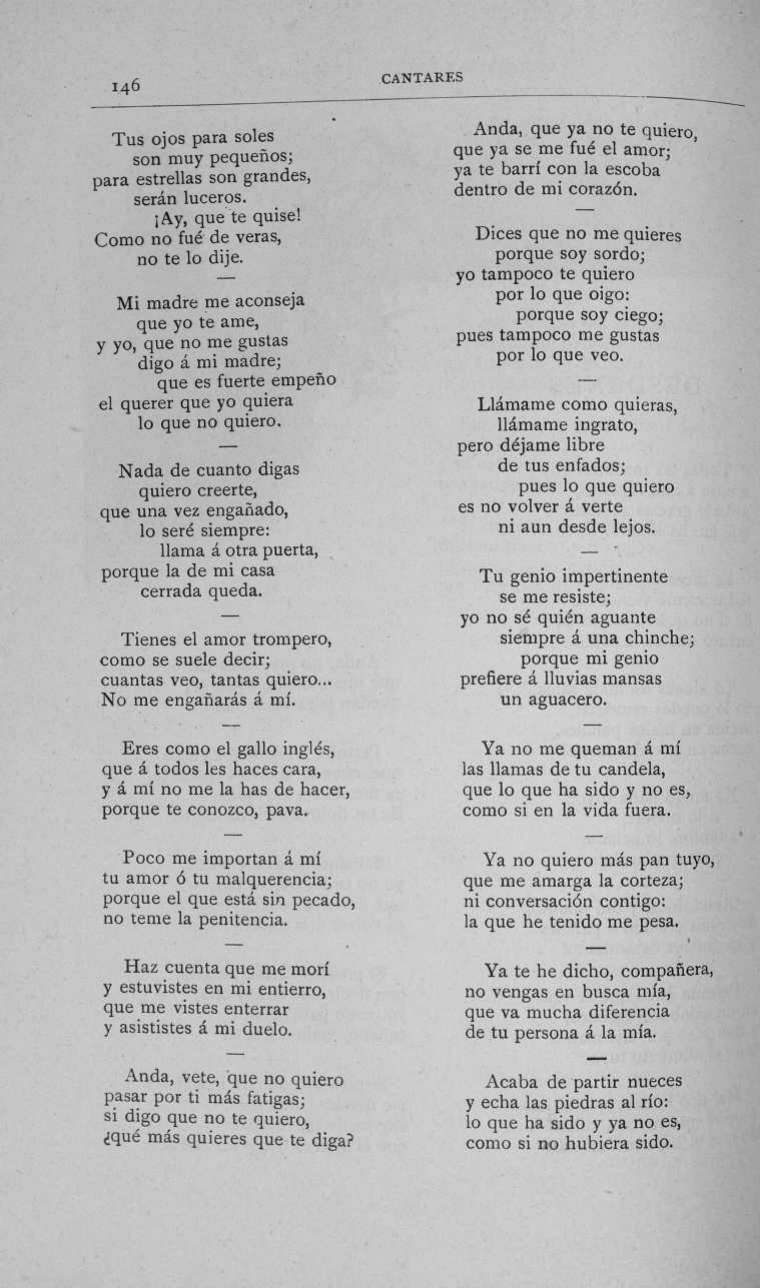 146
CANTARES
Tus ojos para soles
son muy pequeños;
para estrellas son grandes,
serán luceros.
¡Ay, que te quise!
Como no fué de veras,
no te lo dije.
—
Mi madre me aconseja
que yo te ame,
y yo, que no me gustas
digo á mi madre;
que es fuerte empeño
el querer que yo quiera
lo que no quiero.
—
Nada de cuanto digas
quiero creerte,
que una vez engañado,
lo seré siempre:
llama á otra puerta,
porque la de mi casa
cerrada queda.
—
Tienes el amor trompero,
como se suele decir;
cuantas veo, tantas quiero...
No me engañarás á mí.
—
Eres como el gallo inglés,
que á todos les haces cara,
y á mí no me la has de hacer,
porque te conozco, pava.
—
Poco me importan á mí
tu amor ó tu malquerencia;
porque el que está sin pecado,
no teme la penitencia.
—
Haz cuenta que me morí
y estuvistes en mi entierro,
que me vistes enterrar
y asististes á mi duelo.
—
Anda, vete, que no quiero
pasar por ti más fatigas;
si digo que no te quiero,
¿qué más quieres que te diga?
Anda, que ya no te quiero,
que ya se me fué el amor;
ya te barrí con la escoba
dentro de mi corazón.
—
Dices que no me quieres
porque soy sordo;
yo tampoco te quiero
por lo que oigo:
porque soy ciego;
pues tampoco me gustas
por lo que veo.
—
Llámame como quieras,
llámame ingrato,
pero déjame libre
de tus enfados;
pues lo que quiero
es no volver á verte
ni aun desde lejos.
—
Tu genio impertinente
se me resiste;
yo no sé quién aguante
siempre á una chinche;
porque mi genio
prefiere á lluvias mansas
un aguacero.
—
Ya no me queman á mí
las llamas de tu candela,
que lo que ha sido y no es,
como si en la vida fuera.
—
Ya no quiero más pan tuyo,
que me amarga la corteza;
ni conversación contigo:
la que he tenido me pesa.
—
Ya te he dicho, compañera,
no vengas en busca mía,
que va mucha diferencia
de tu persona á la mía.
—
Acaba de partir nueces
y echa las piedras al río:
lo que ha sido y ya no es,
como si no hubiera sido.